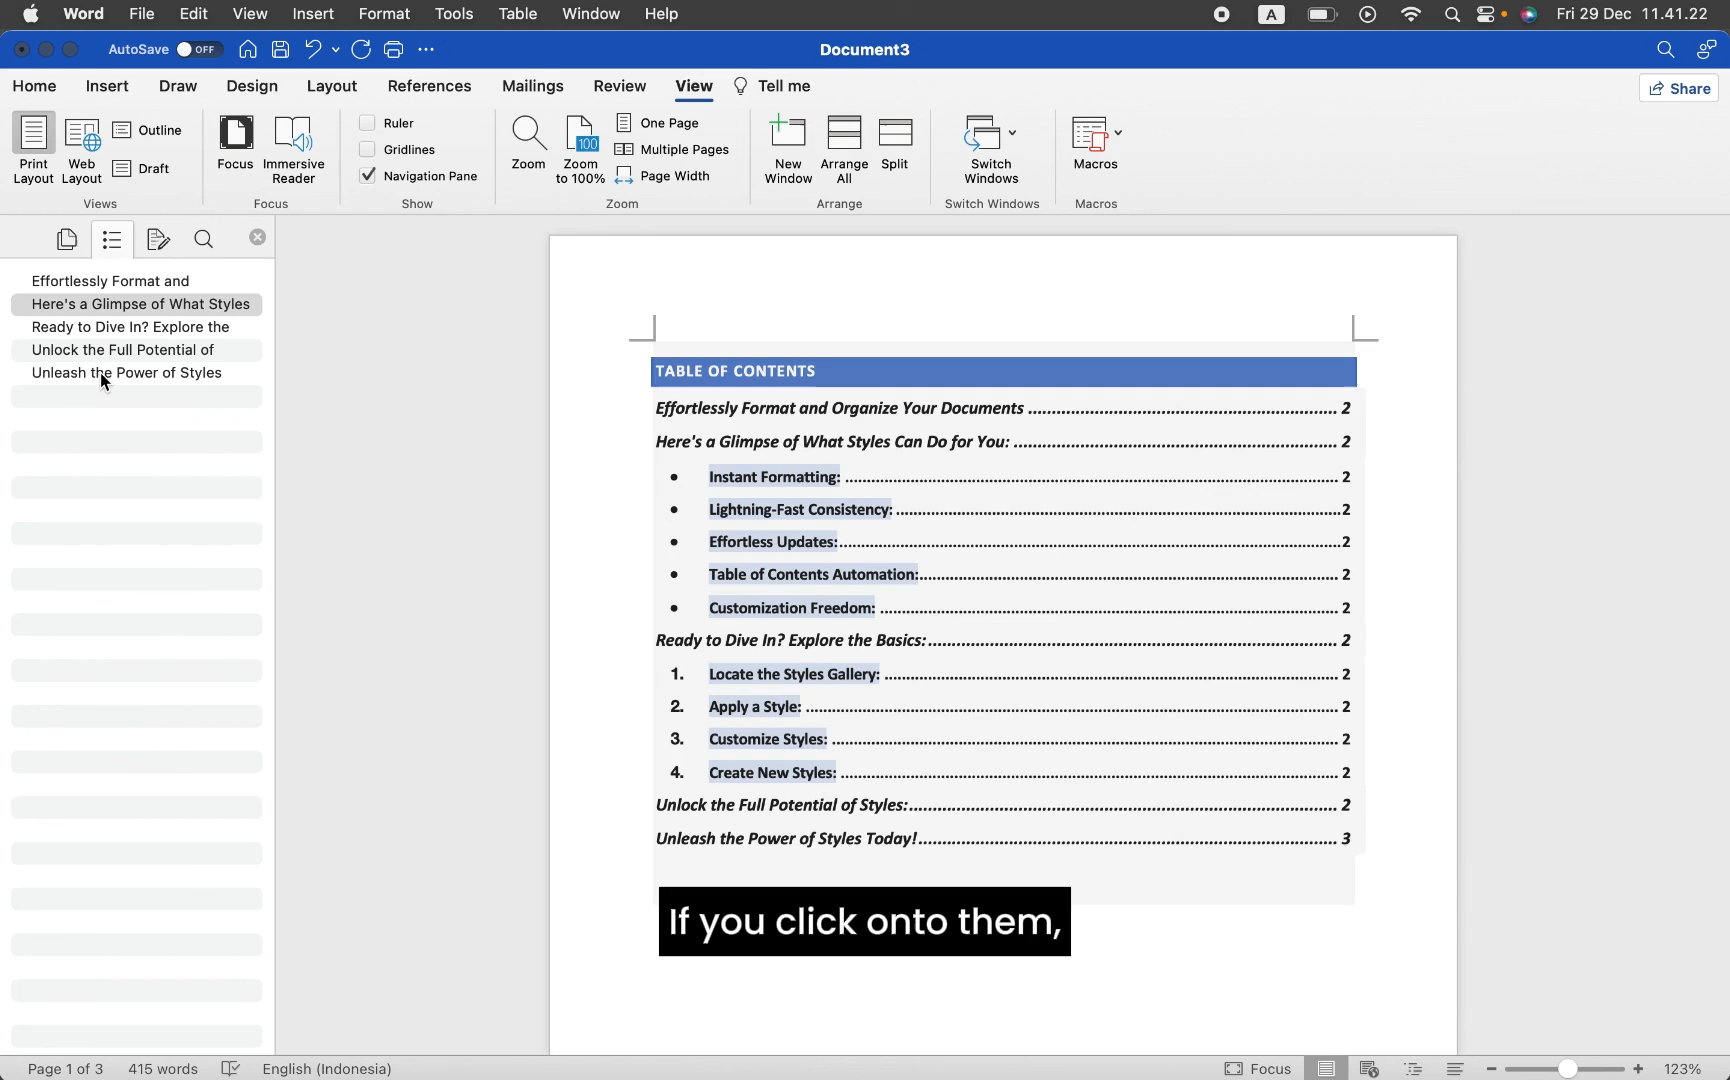 Word File Edit View Insert Format Tools Table Window Help A Fri 29 Dec 11.41.22
AutoSave OFF Document3
Home Insert Draw Design Layout References Mailings Review View Tell me Share
Print Layout
Web Layout
Outline
Draft
Views
Focus
Immersive Reader
Focus
Ruler
Gridlines
Navigation Pane
Show
Zoom
100
Zoom to 100%
One Page
Multiple Pages
Page Width
Zoom
New Window
Arrange All
Split
Arrange
Switch Windows
Switch Windows
Macros
Macros
Effortlessly Format and
Here's a Glimpse of What Styles
Ready to Dive In? Explore the
Unlock the Full Potential of
Unleash the Power of Styles
TABLE OF CONTENTS
Effortlessly Format and Organize Your Documents 2
Here's a Glimpse of What Styles Can Do for You: 2
• Instant Formatting: 2
• Lightning-Fast Consistency: 2
• Effortless Updates: 2
• Table of Contents Automation: 2
• Customization Freedom: 2
Ready to Dive In? Explore the Basics: 2
1. Locate the Styles Gallery: 2
2. Apply a Style: 2
3. Customize Styles: 2
4. Create New Styles: 2
Unlock the Full Potential of Styles: 2
Unleash the Power of Styles Today! 3
If you click onto them,
Page 1 of 3 415 words English (Indonesia) Focus 123%